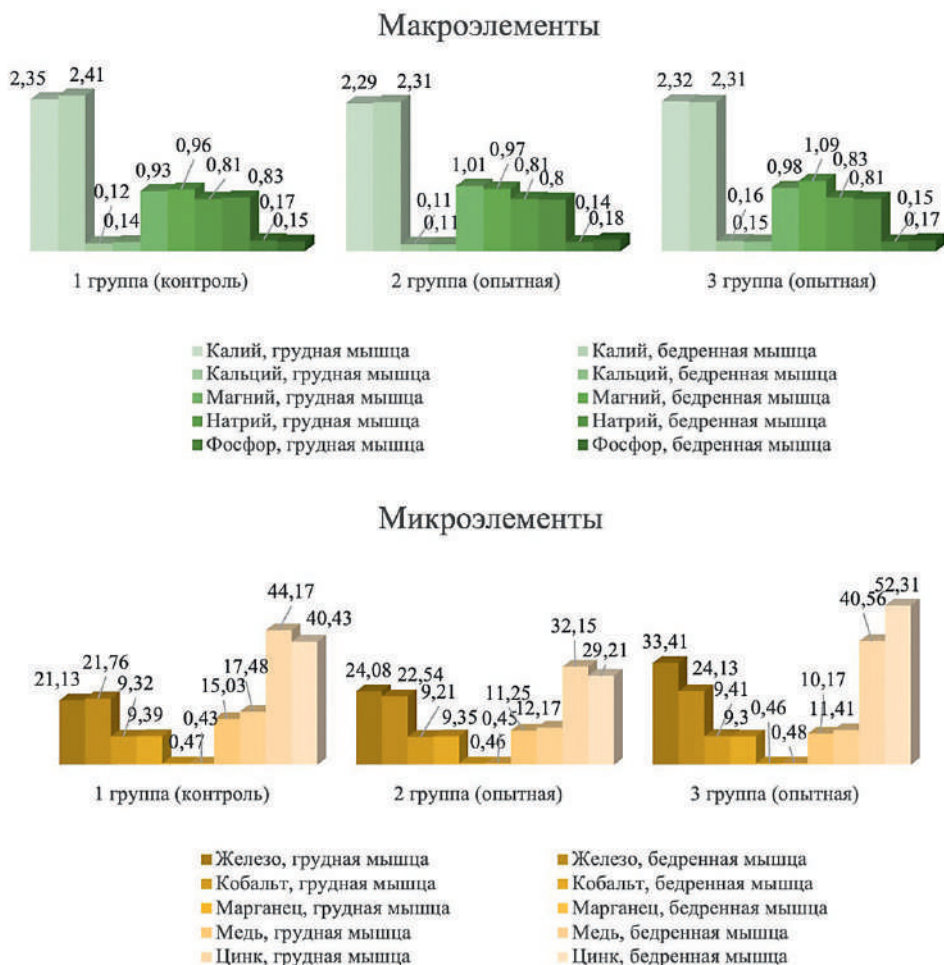 Макроэлементы
2,35 2,41 0,12 0,14 0,93 0,96 0,81 0,83 0,17 0,15
2,29 2,31 0,11 0,11 1,01 0,97 0,81 0,8 0,14 0,18
2,32 2,31 0,16 0,15 0,98 1,09 0,83 0,81 0,15 0,17
1 группа (контроль) 2 группа (опытная) 3 группа (опытная)
Калий, грудная мышца Калий, бедренная мышца
Кальций, грудная мышца Кальций, бедренная мышца
Магний, грудная мышца Магний, бедренная мышца
Натрий, грудная мышца Натрий, бедренная мышца
Фосфор, грудная мышца Фосфор, бедренная мышца
Микроэлементы
21,13 21,76 9,32 9,39 0,47 0,43 15,03 17,48 44,17 40,43
24,08 22,54 9,21 9,35 0,46 0,45 11,25 12,17 32,15 29,21
33,41 24,13 9,41 9,3 0,46 0,48 10,17 11,41 40,56 52,31
1 группа (контроль) 2 группа (опытная) 3 группа (опытная)
Железо, грудная мышца Железо, бедренная мышца
Кобальт, грудная мышца Кобальт, бедренная мышца
Марганец, грудная мышца Марганец, бедренная мышца
Медь, грудная мышца Медь, бедренная мышца
Цинк, грудная мышца Цинк, бедренная мышца